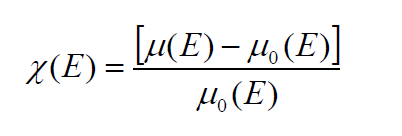 χ(E) = [μ(E) − μ₀(E)] / μ₀(E)